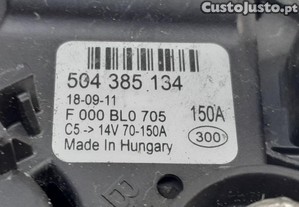 CustoJusto.pt
504 385 134
18-09-11
F 000 BL0 705 150A
C5 -> 14V 70-150A 300
Made In Hungary